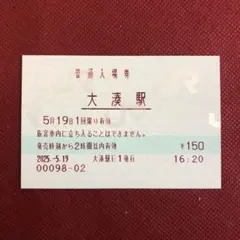 普通入場券
大湊駅
5月19日1回限り有効
旅客車内に立ち入ることはできません。
発売時刻から2時間以内有効 ¥150
2025.-5.19 大湊駅F1発行 16:20
00098-02